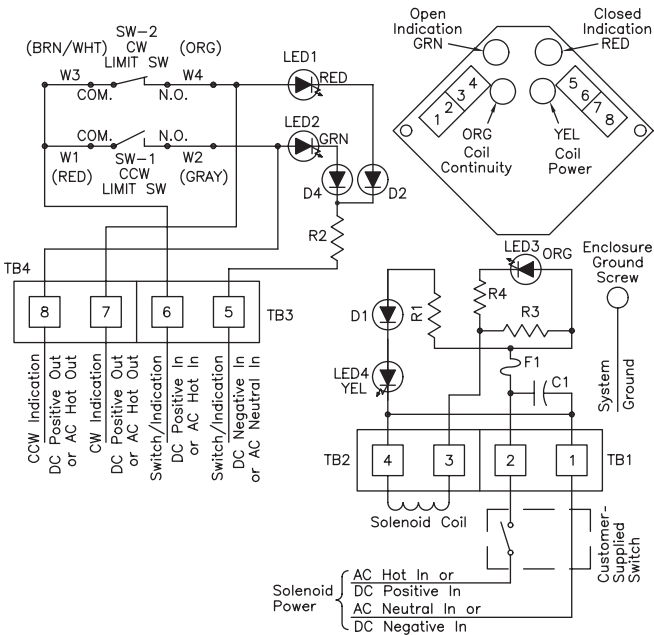 SW-2
CW
LIMIT SW
(BRN/WHT)
(ORG)
W3
W4
COM.
N.O.
LED1
RED
COM.
N.O.
LED2
GRN
W1
SW-1
W2
(RED)
CCW
(GRAY)
LIMIT SW
D4
D2
R2
Open
Indication
GRN
Closed
Indication
RED
1
2
3
4
5
6
7
8
ORG
Coil
Continuity
YEL
Coil
Power
TB4
8
7
6
5
TB3
CCW Indication
DC Positive Out
or AC Hot Out
CW Indication
DC Positive Out
or AC Hot Out
Switch/Indication
DC Positive In
or AC Hot In
Switch/Indication
DC Negative In
or AC Neutral In
LED3
ORG
Enclosure
Ground
Screw
R4
D1
R1
R3
LED4
YEL
F1
C1
System
Ground
TB2
4
3
2
1
TB1
Solenoid Coil
Customer-
Supplied
Switch
Solenoid
Power
AC Hot In or
DC Positive In
AC Neutral In or
DC Negative In